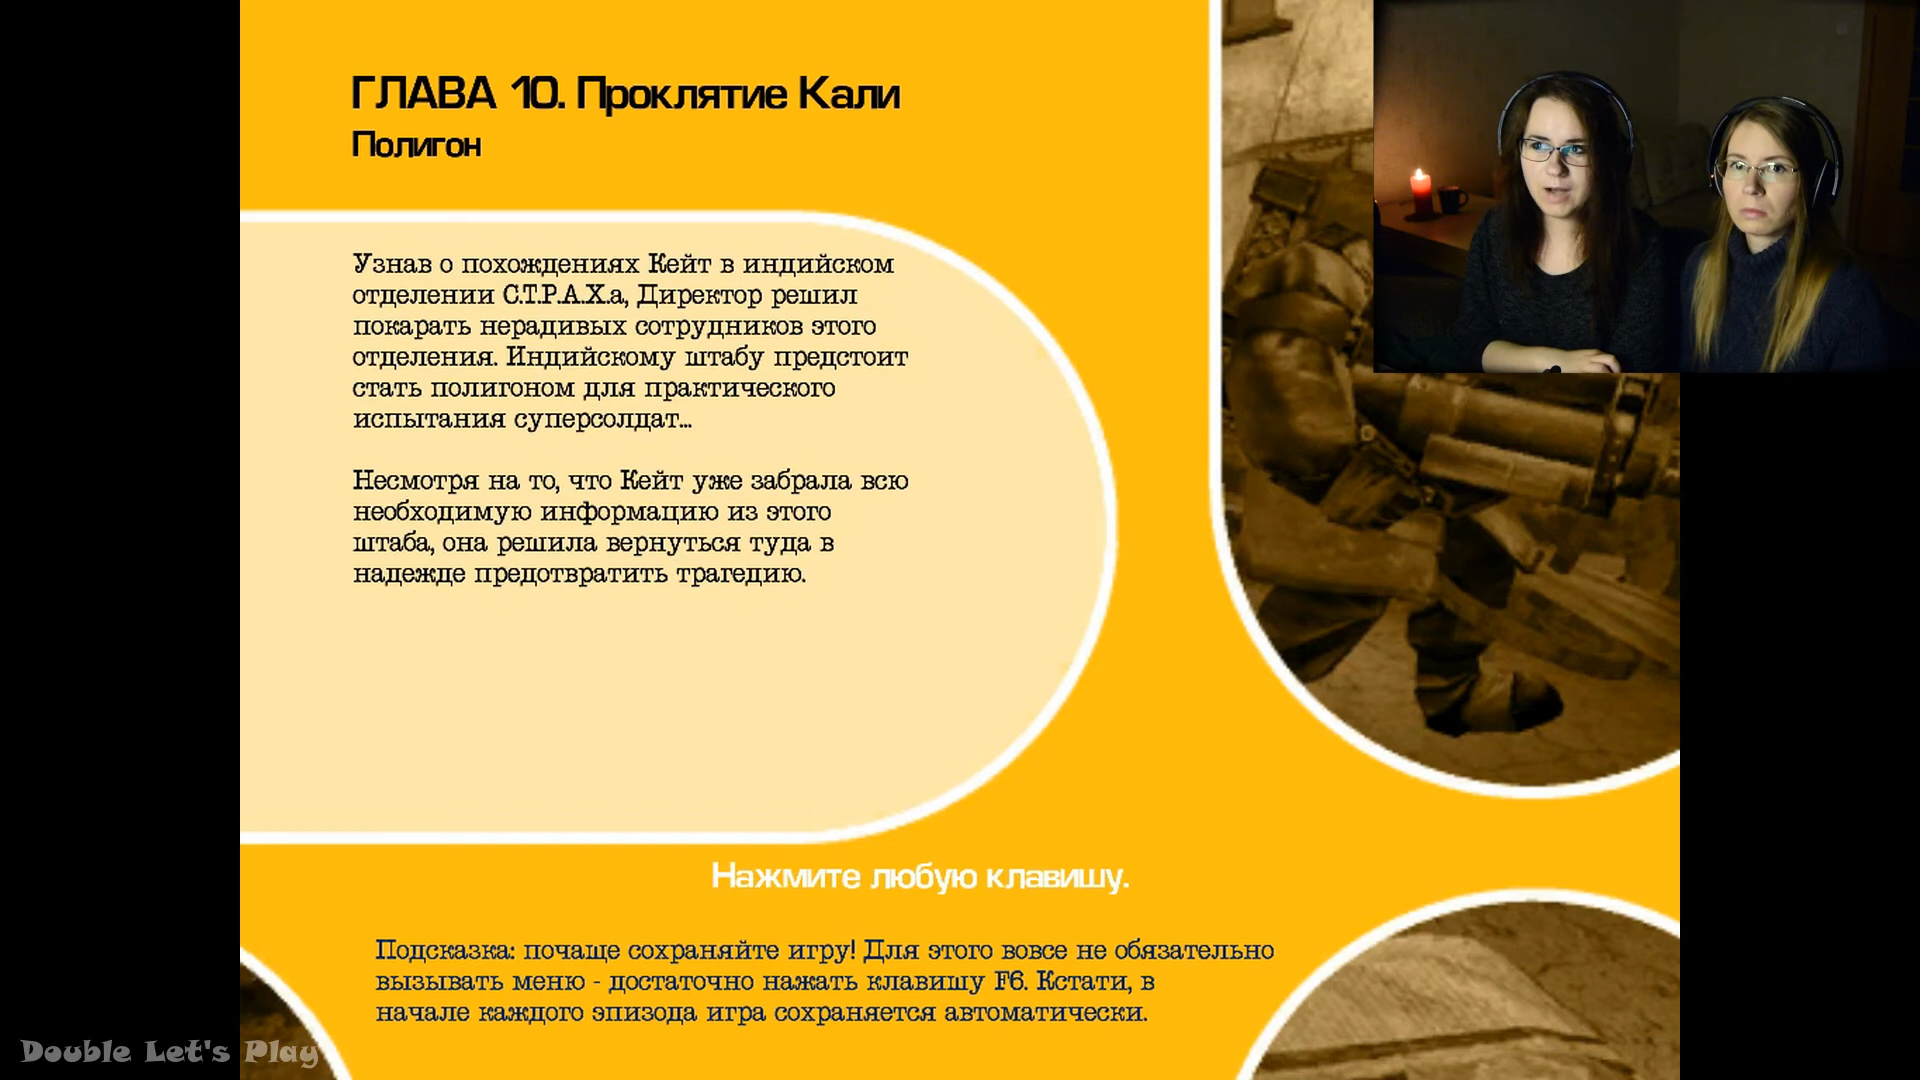 ГЛАВА 10. Проклятие Кали
Полигон
Узнав о похождениях Кейт в индийском
отделении С.Т.Р.А.Х.а, Директор решил
покарать нерадивых сотрудников этого
отделения. Индийскому штабу предстоит
стать полигоном для практического
испытания суперсолдат...
Несмотря на то, что Кейт уже забрала всю
необходимую информацию из этого
штаба, она решила вернуться туда в
надежде предотвратить трагедию.
Нажмите любую клавишу.
Подсказка: почаще сохраняйте игру! Для этого вовсе не обязательно
вызывать меню - достаточно нажать клавишу F6. Кстати, в
начале каждого эпизода игра сохраняется автоматически.
Double Let's Play